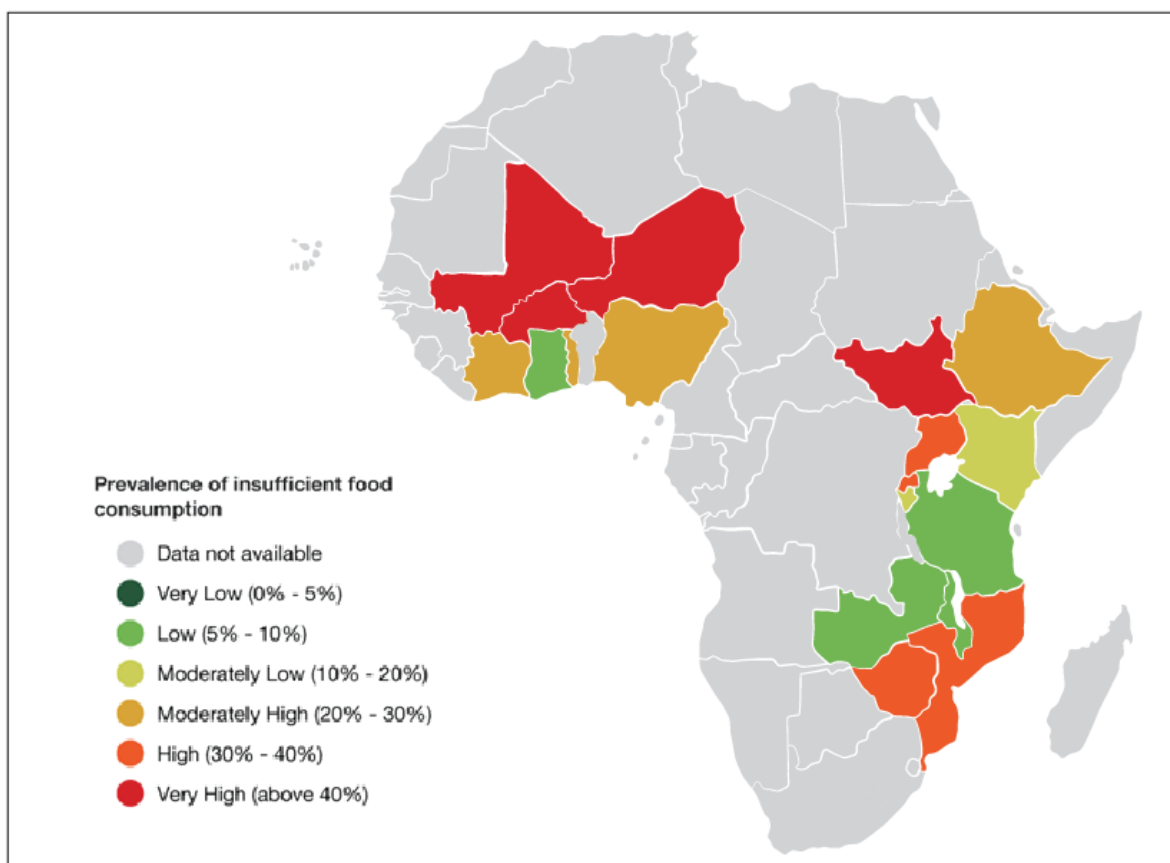 Prevalence of insufficient food
consumption
Data not available
Very Low (0% - 5%)
Low (5% - 10%)
Moderately Low (10% - 20%)
Moderately High (20% - 30%)
High (30% - 40%)
Very High (above 40%)